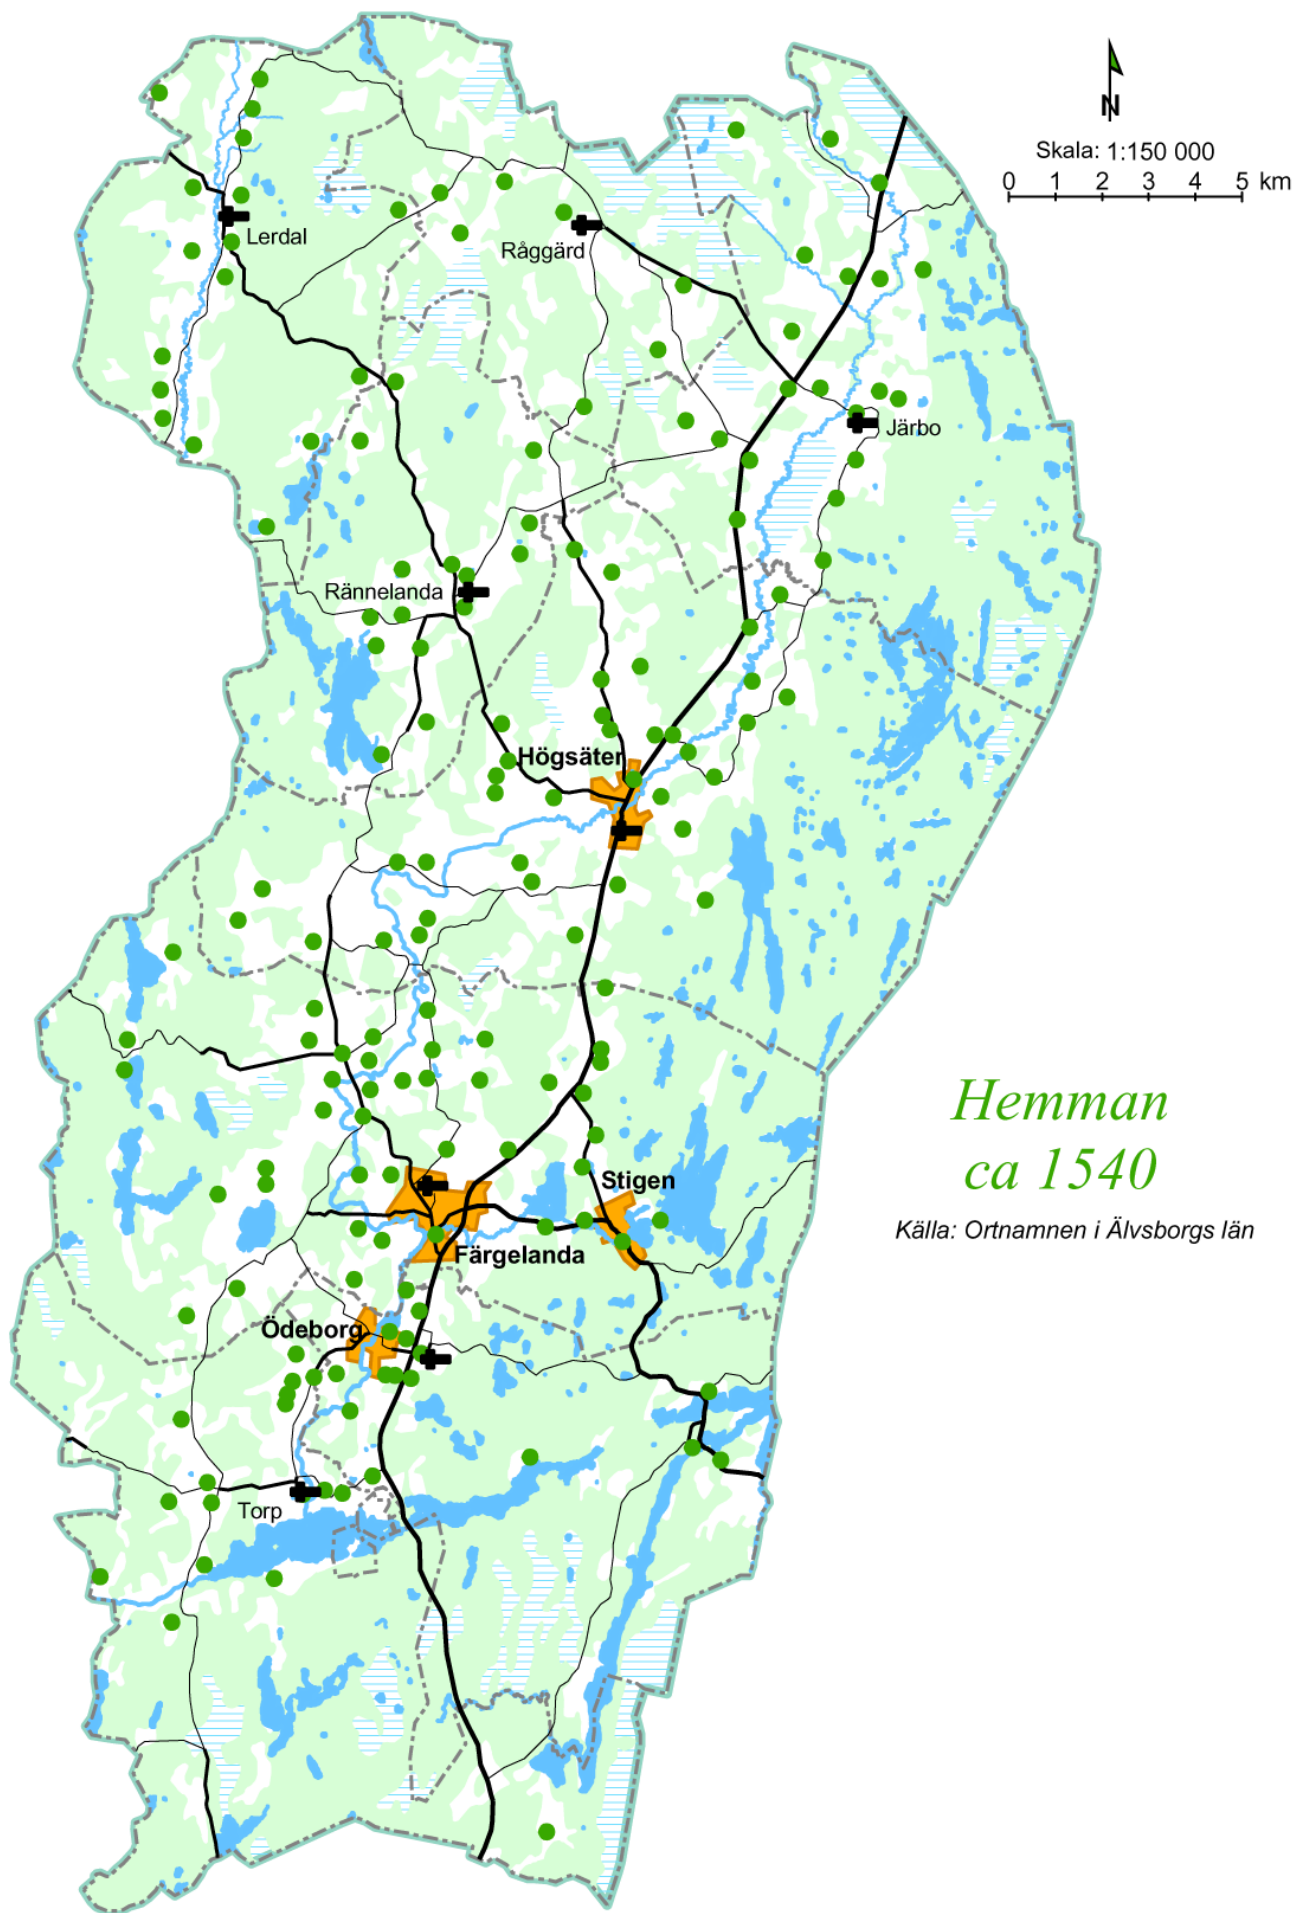 N
Skala: 1:150 000
0 1 2 3 4 5 km
Lerdal
Råggärd
Järbo
Rännelanda
Högsäter
Hemman
ca 1540
Källa: Ortnamnen i Älvsborgs län
Stigen
Färgelanda
Ödeborg
Torp